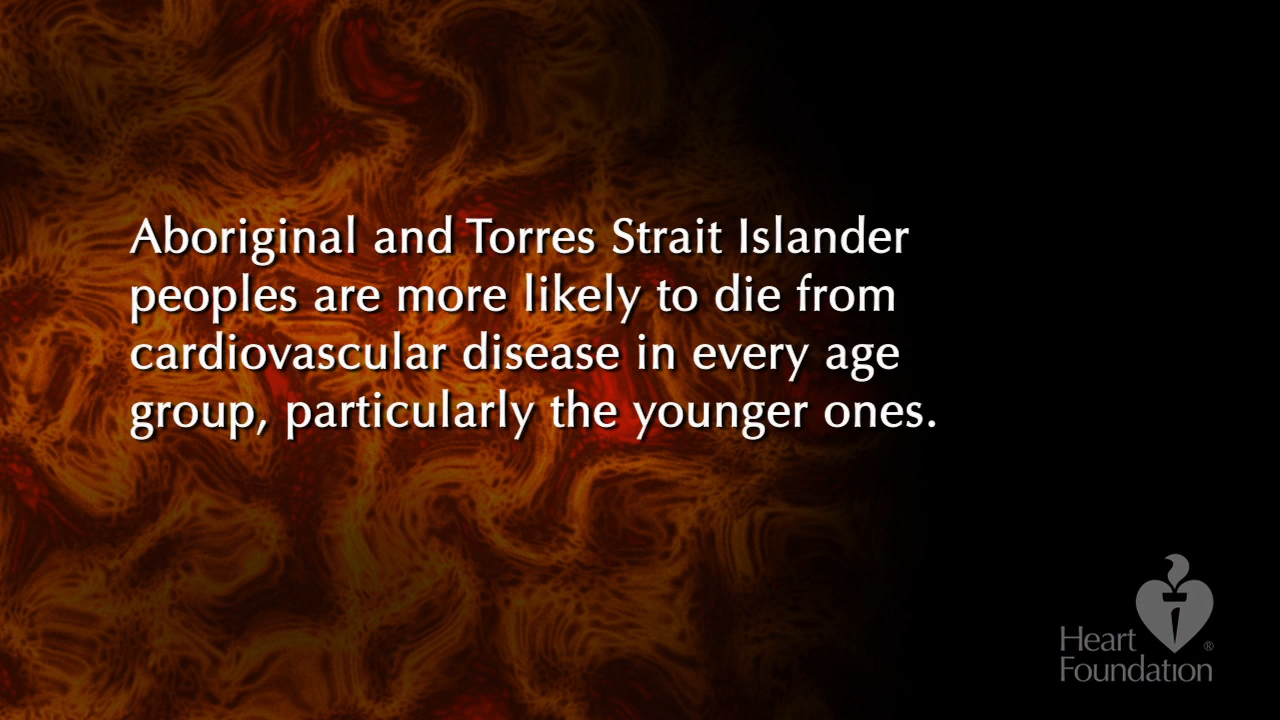 Aboriginal and Torres Strait Islander
peoples are more likely to die from
cardiovascular disease in every age
group, particularly the younger ones.
Heart
Foundation®